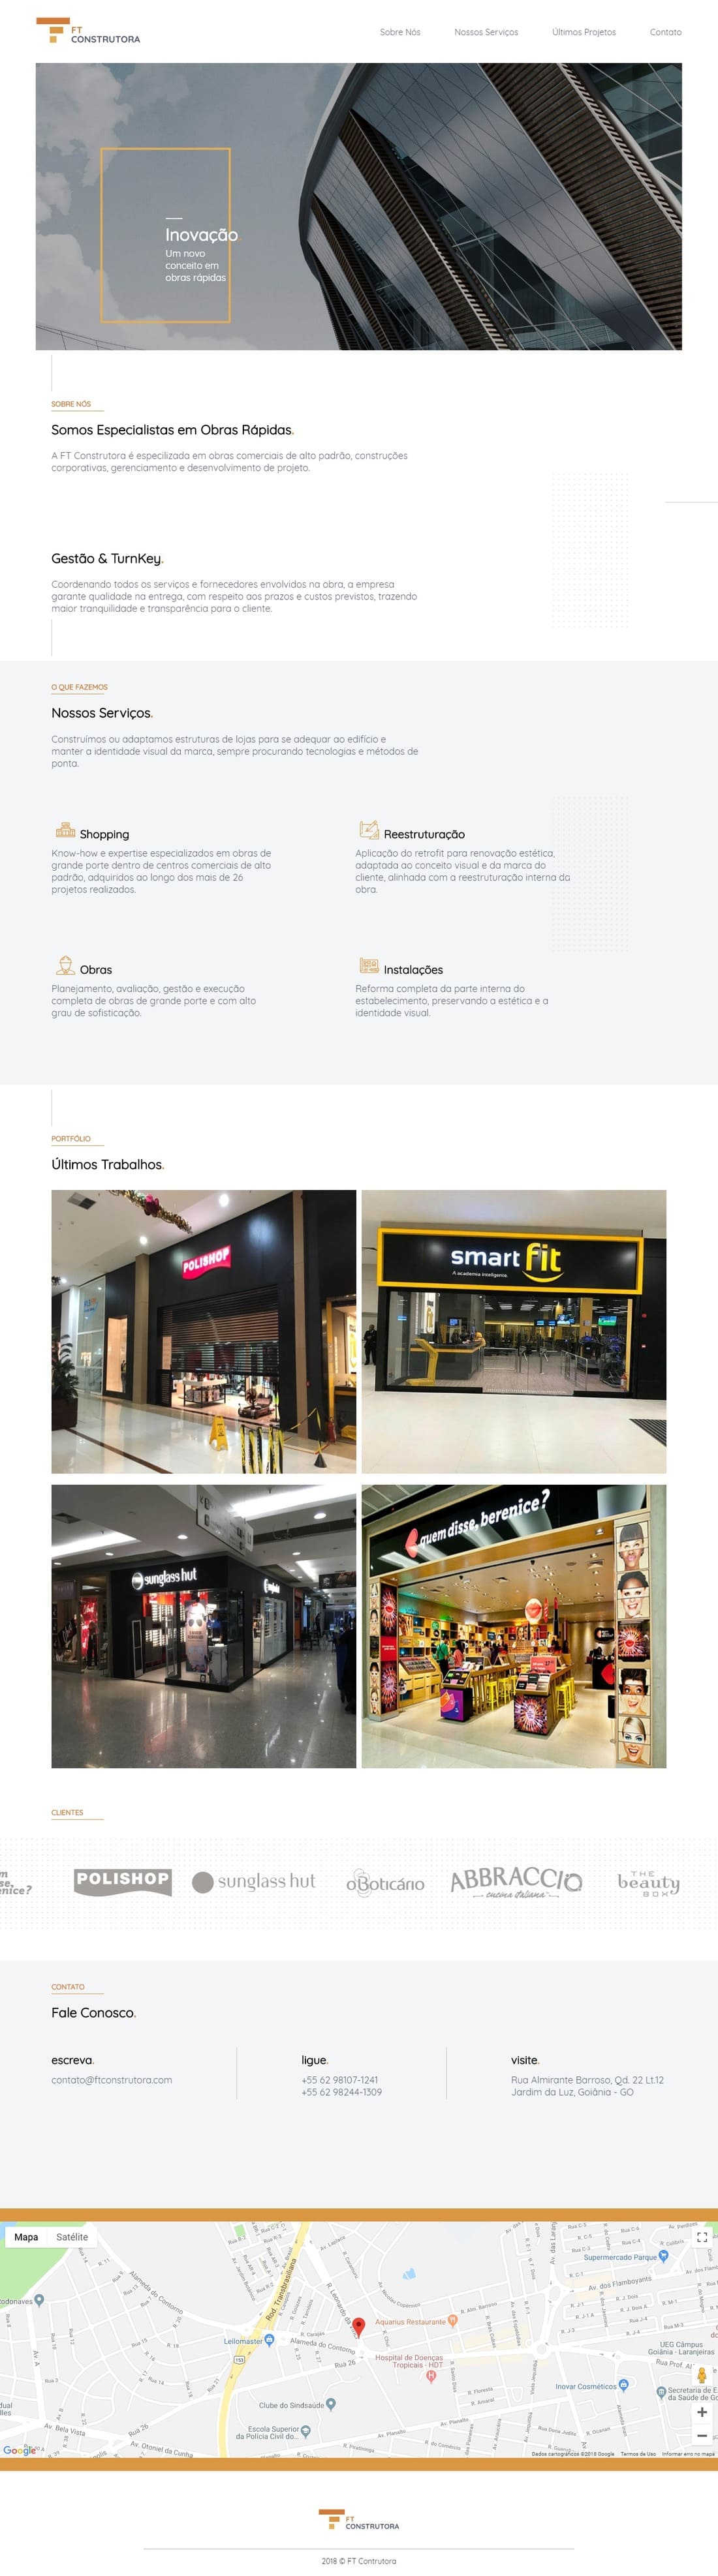 FT
CONSTRUTORA
Sobre Nós
Nossos Serviços
Últimos Projetos
Contato
Inovação
Um novo
conceito em
obras rápidas
SOBRE NÓS
Somos Especialistas em Obras Rápidas.
A FT Construtora é especilizada em obras comerciais de alto padrão, construções
corporativas, gerenciamento e desenvolvimento de projeto.
Gestão & TurnKey.
Coordenando todos os serviços e fornecedores envolvidos na obra, a empresa
garante qualidade na entrega, com respeito aos prazos e custos previstos, trazendo
maior tranquilidade e transparência para o cliente.
O QUE FAZEMOS
Nossos Serviços.
Construímos ou adaptamos estruturas de lojas para se adequar ao edifício e
manter a identidade visual da marca, sempre procurando tecnologias e métodos de
ponta.
Shopping
Know-how e expertise especializados em obras de
grande porte dentro de centros comerciais de alto
padrão, adquiridos ao longo dos mais de 26
projetos realizados.
Reestruturação
Aplicação do retrofit para renovação estética,
adaptada ao conceito visual e da marca do
cliente, alinhada com a reestruturação interna da
obra.
Obras
Planejamento, avaliação, gestão e execução
completa de obras de grande porte e com alto
grau de sofisticação.
Instalações
Reforma completa da parte interna do
estabelecimento, preservando a estética e a
identidade visual.
PORTFÓLIO
Últimos Trabalhos.
POLISHOP
smart fit
A academia inteligente.
sunglass hut
quem disse, berenice?
CLIENTES
POLISHOP
sunglass hut
oBoticário
ABBRACCIO
cucina italiana
THE
beauty
BOX
CONTATO
Fale Conosco.
escreva.
contato@ftconstrutora.com
ligue.
+55 62 98107-1241
+55 62 98244-1309
visite.
Rua Almirante Barroso, Qd. 22 Lt.12
Jardim da Luz, Goiânia - GO
Mapa
Satélite
Supermercado Parque
Av. dos Flamboyants
Alameda do Contorno
Rod. Transbrasiliana
Aquárius Restaurante
Leilomaster
Alameda do Contorno
Rua 26
153
Hospital de Doenças
Tropicais - HDT
UEG Câmpus
Goiânia - Laranjeiras
Inovar Cosméticos
Clube do Sindsaúde
Escola Superior
da Polícia Civil do...
Av. Bela Vista
Rua 26
Av. Otoniel da Cunha
Google
Dados cartográficos ©2018 Google
Termos de Uso
Informar erro no mapa
FT
CONSTRUTORA
2018 © FT Contrutora